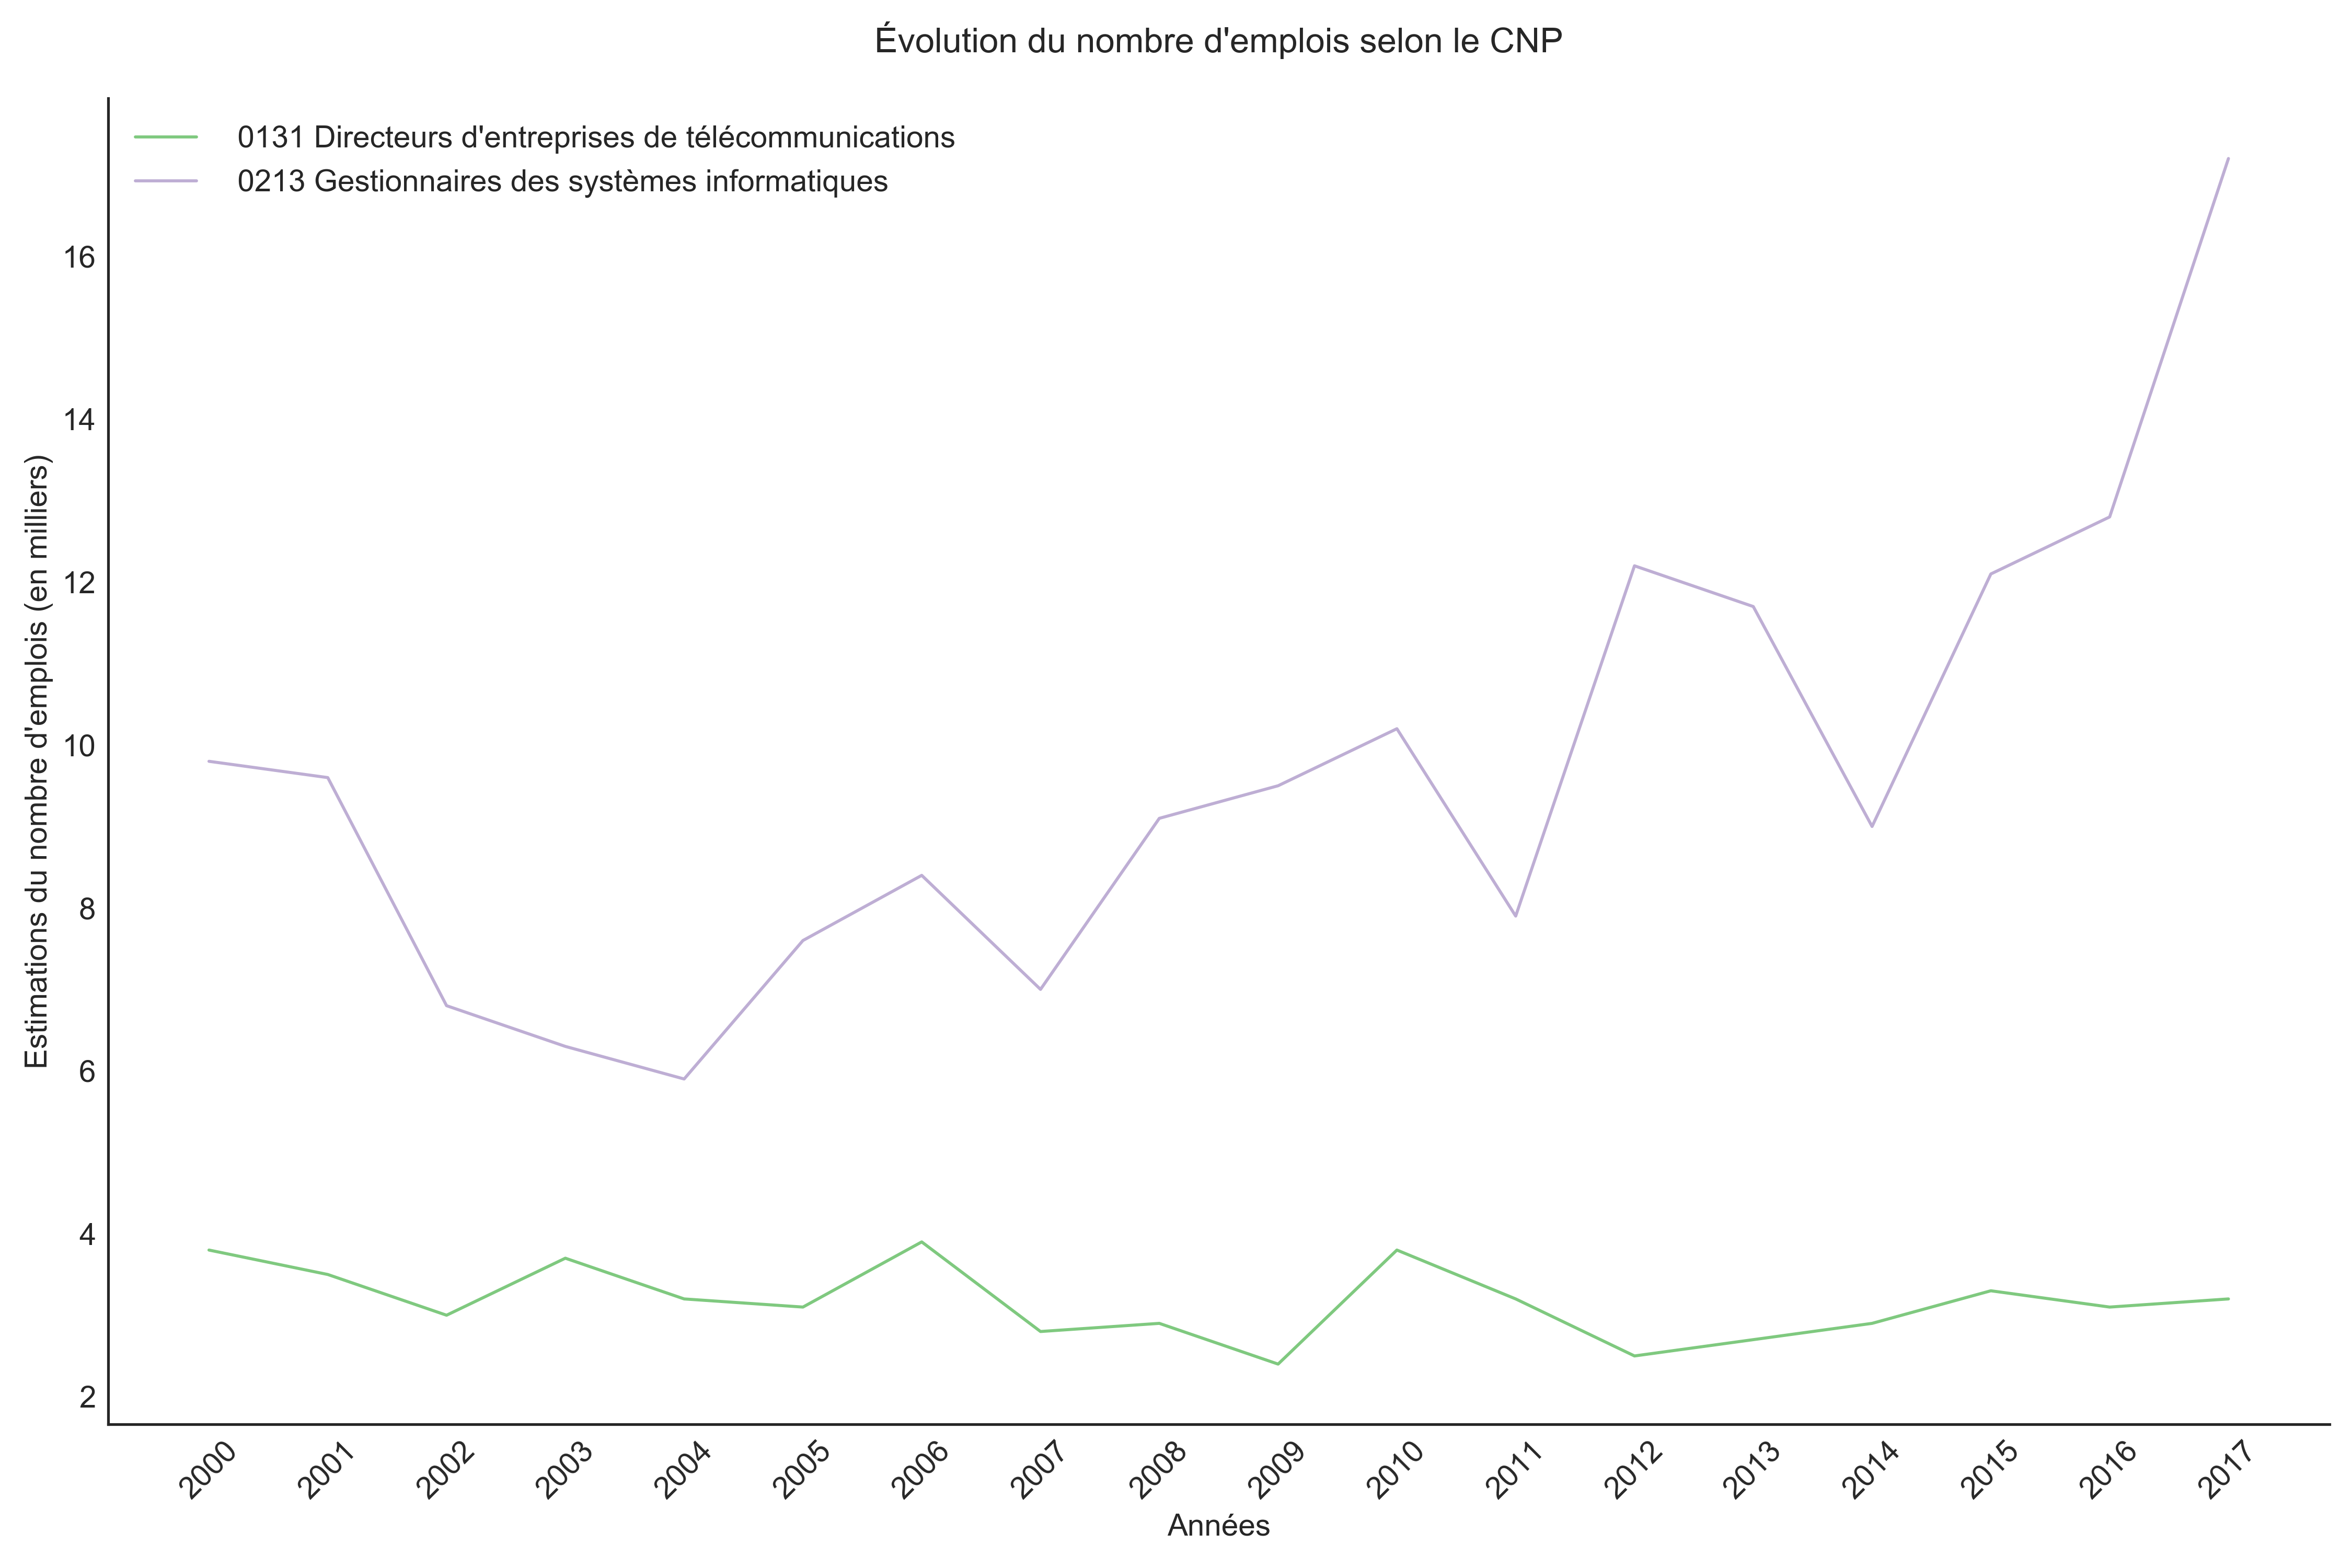 Évolution du nombre d'emplois selon le CNP
0131 Directeurs d'entreprises de télécommunications
0213 Gestionnaires des systèmes informatiques
Estimations du nombre d'emplois (en milliers)
16
14
12
10
8
6
4
2
2000 2001 2002 2003 2004 2005 2006 2007 2008 2009 2010 2011 2012 2013 2014 2015 2016 2017
Années